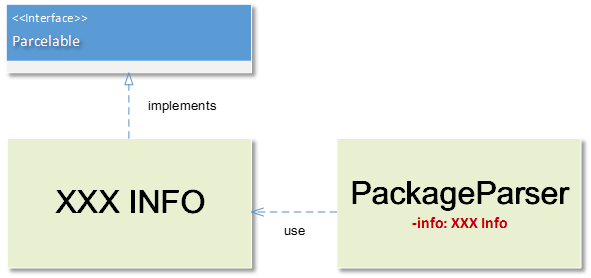 <<Interface>>
Parcelable
implements
XXX INFO
PackageParser
-info: XXX Info
use